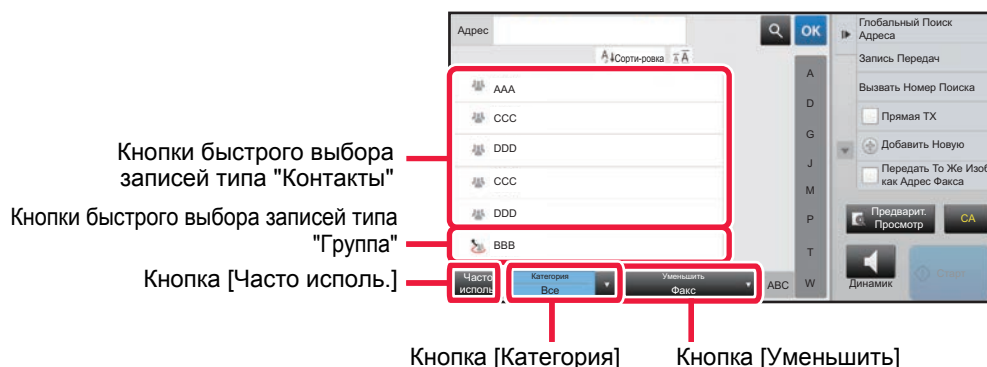 Адрес
OK
Сорти-ровка
AAA
CCC
DDD
CCC
DDD
BBB
A
D
G
J
M
P
T
W
ABC
Часто
исполь
Категория
Все
Уменьшить
Факс
Глобальный Поиск
Адреса
Запись Передач
Вызвать Номер Поиска
Прямая TX
Добавить Новую
Передать То Же Изоб
как Адрес Факса
Предварит.
Просмотр
CA
Динамик
Старт
Кнопки быстрого выбора
записей типа "Контакты"
Кнопки быстрого выбора записей типа
"Группа"
Кнопка [Часто исполь.]
Кнопка [Категория]
Кнопка [Уменьшить]